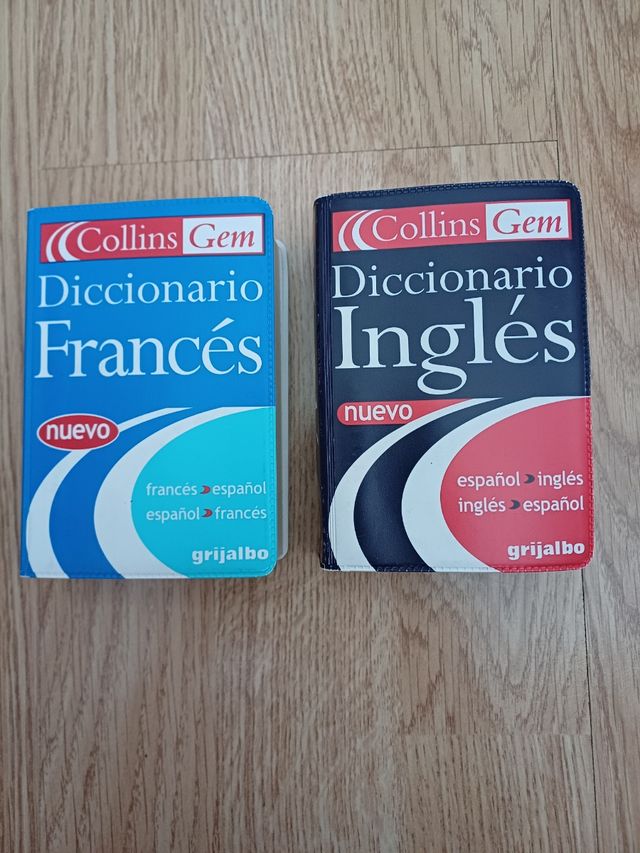 Collins Gem
Diccionario
Francés
nuevo
francés español
español francés
grijalbo
Collins Gem
Diccionario
Inglés
nuevo
español inglés
inglés español
grijalbo